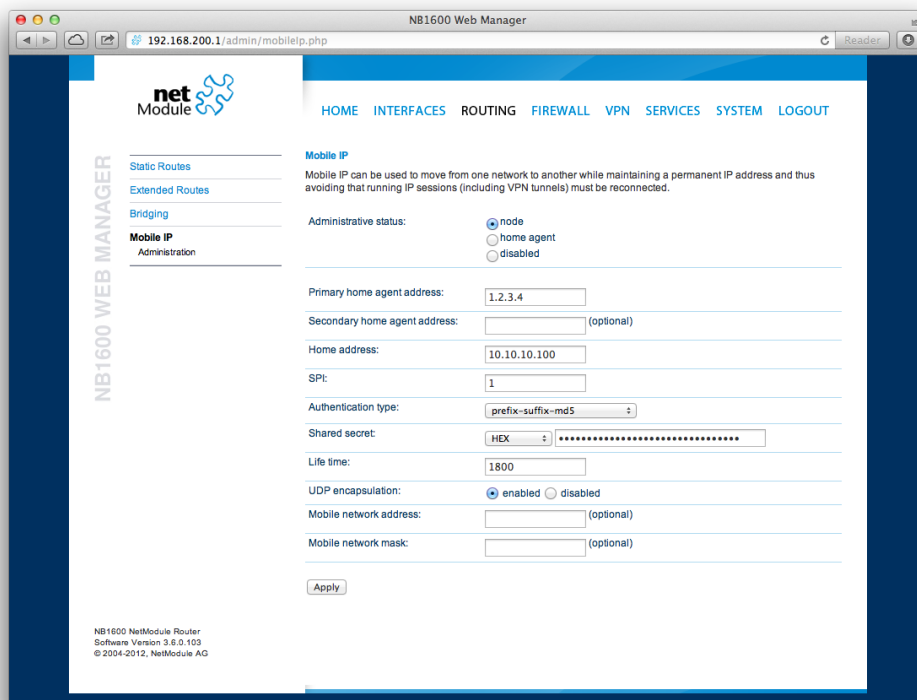 NB1600 Web Manager
192.168.200.1/admin/mobileIp.php
Reader
net
Module
HOME INTERFACES ROUTING FIREWALL VPN SERVICES SYSTEM LOGOUT
NB1600 WEB MANAGER
Static Routes
Extended Routes
Bridging
Mobile IP
Administration
Mobile IP
Mobile IP can be used to move from one network to another while maintaining a permanent IP address and thus
avoiding that running IP sessions (including VPN tunnels) must be reconnected.
Administrative status:
node
home agent
disabled
Primary home agent address: 1.2.3.4
Secondary home agent address: (optional)
Home address: 10.10.10.100
SPI: 1
Authentication type: prefix-suffix-md5
Shared secret: HEX ••••••••••••••••••••••••••••••••
Life time: 1800
UDP encapsulation: enabled disabled
Mobile network address: (optional)
Mobile network mask: (optional)
Apply
NB1600 NetModule Router
Software Version 3.6.0.103
© 2004-2012, NetModule AG